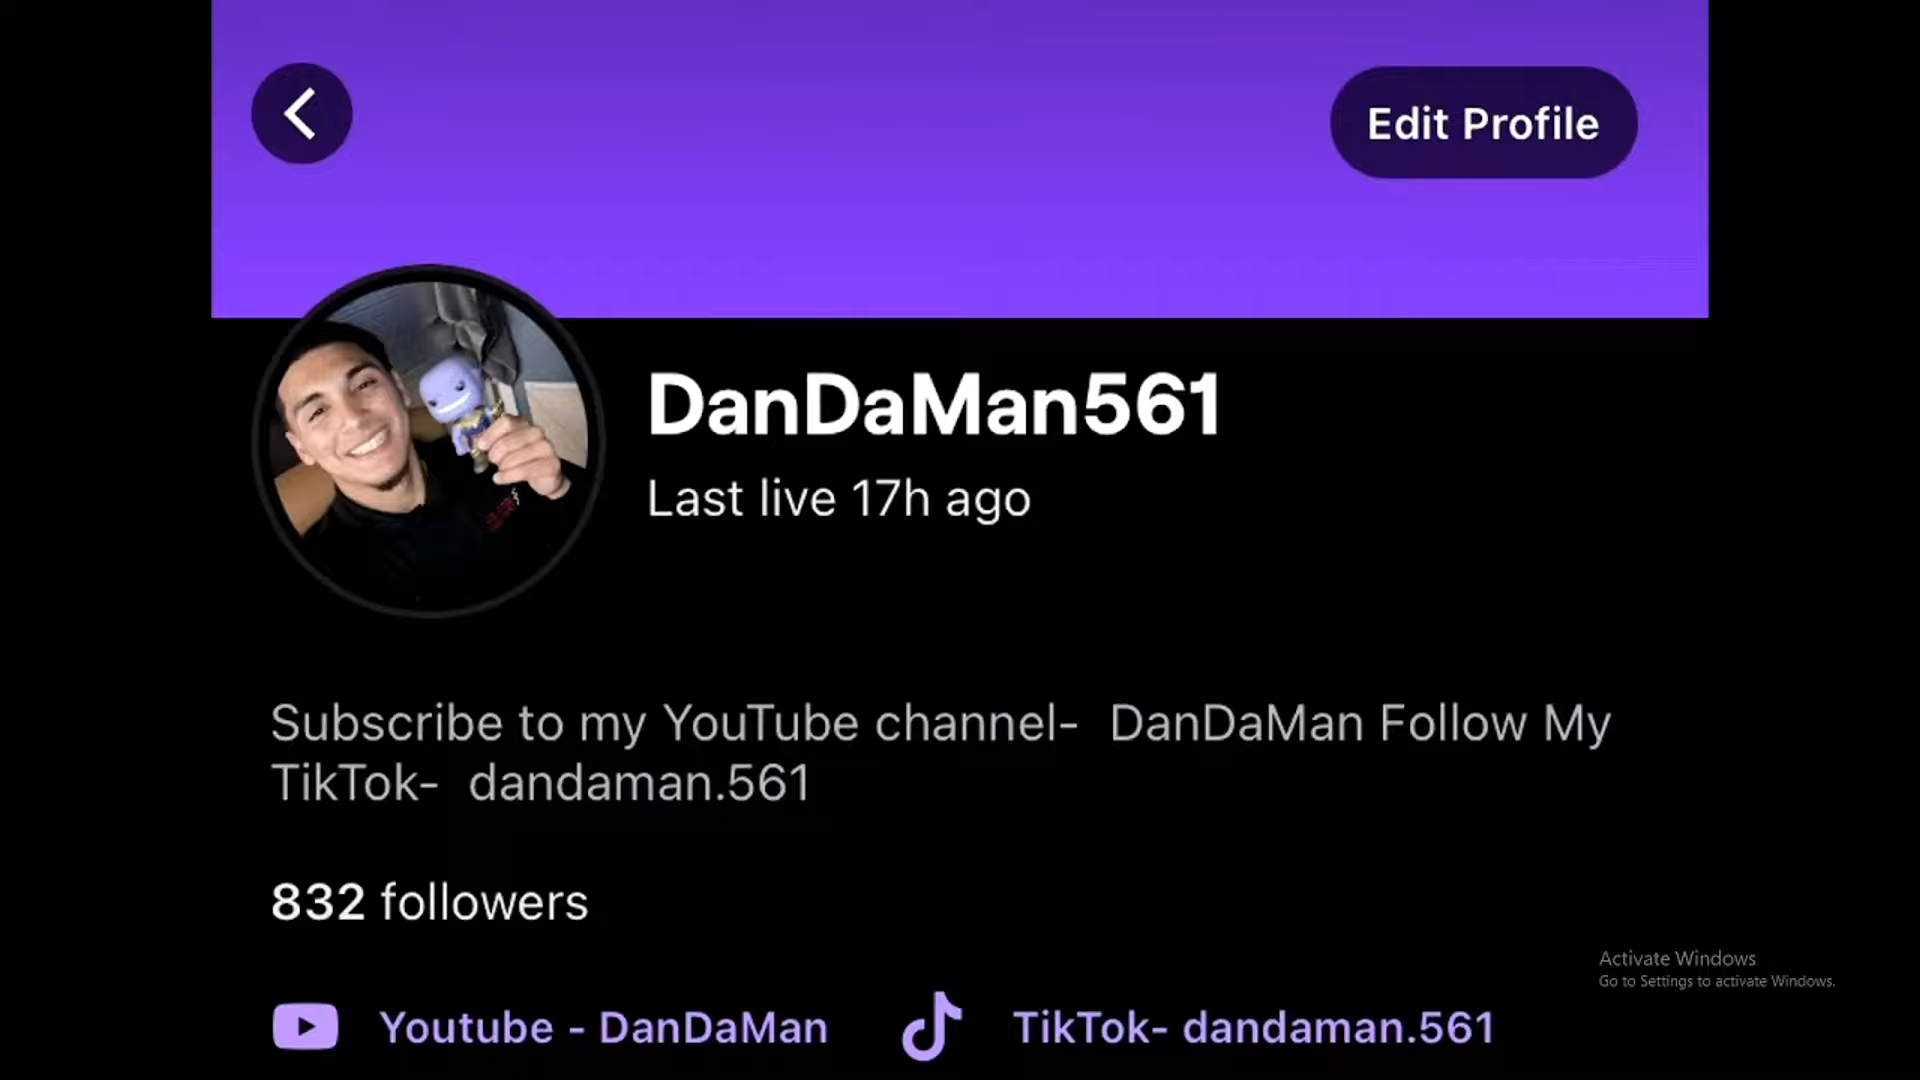 Edit Profile
DanDaMan561
Last live 17h ago
Subscribe to my YouTube channel- DanDaMan Follow My
TikTok- dandaman.561
832 followers
Youtube - DanDaMan
TikTok- dandaman.561
Activate Windows
Go to Settings to activate Windows.